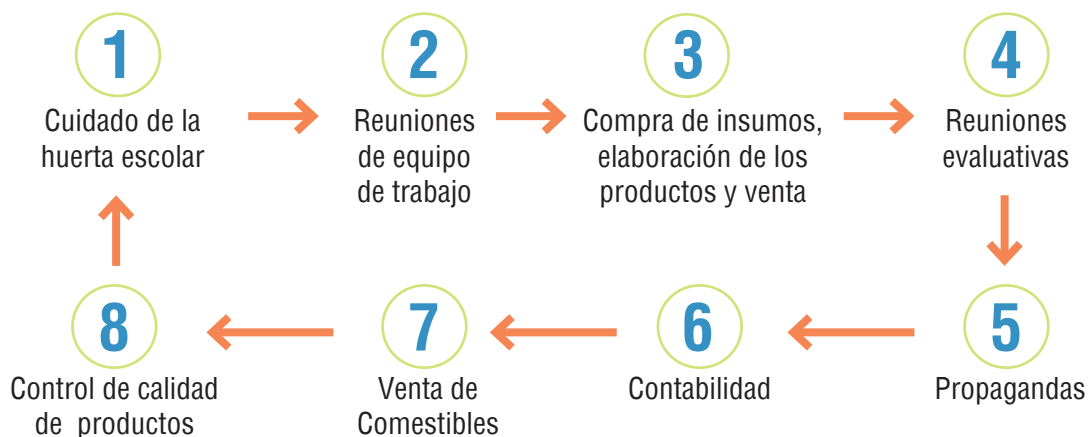 1
Cuidado de la
huerta escolar
2
Reuniones
de equipo
de trabajo
3
Compra de insumos,
elaboración de los
productos y venta
4
Reuniones
evaluativas
5
Propagandas
6
Contabilidad
7
Venta de
Comestibles
8
Control de calidad
de productos